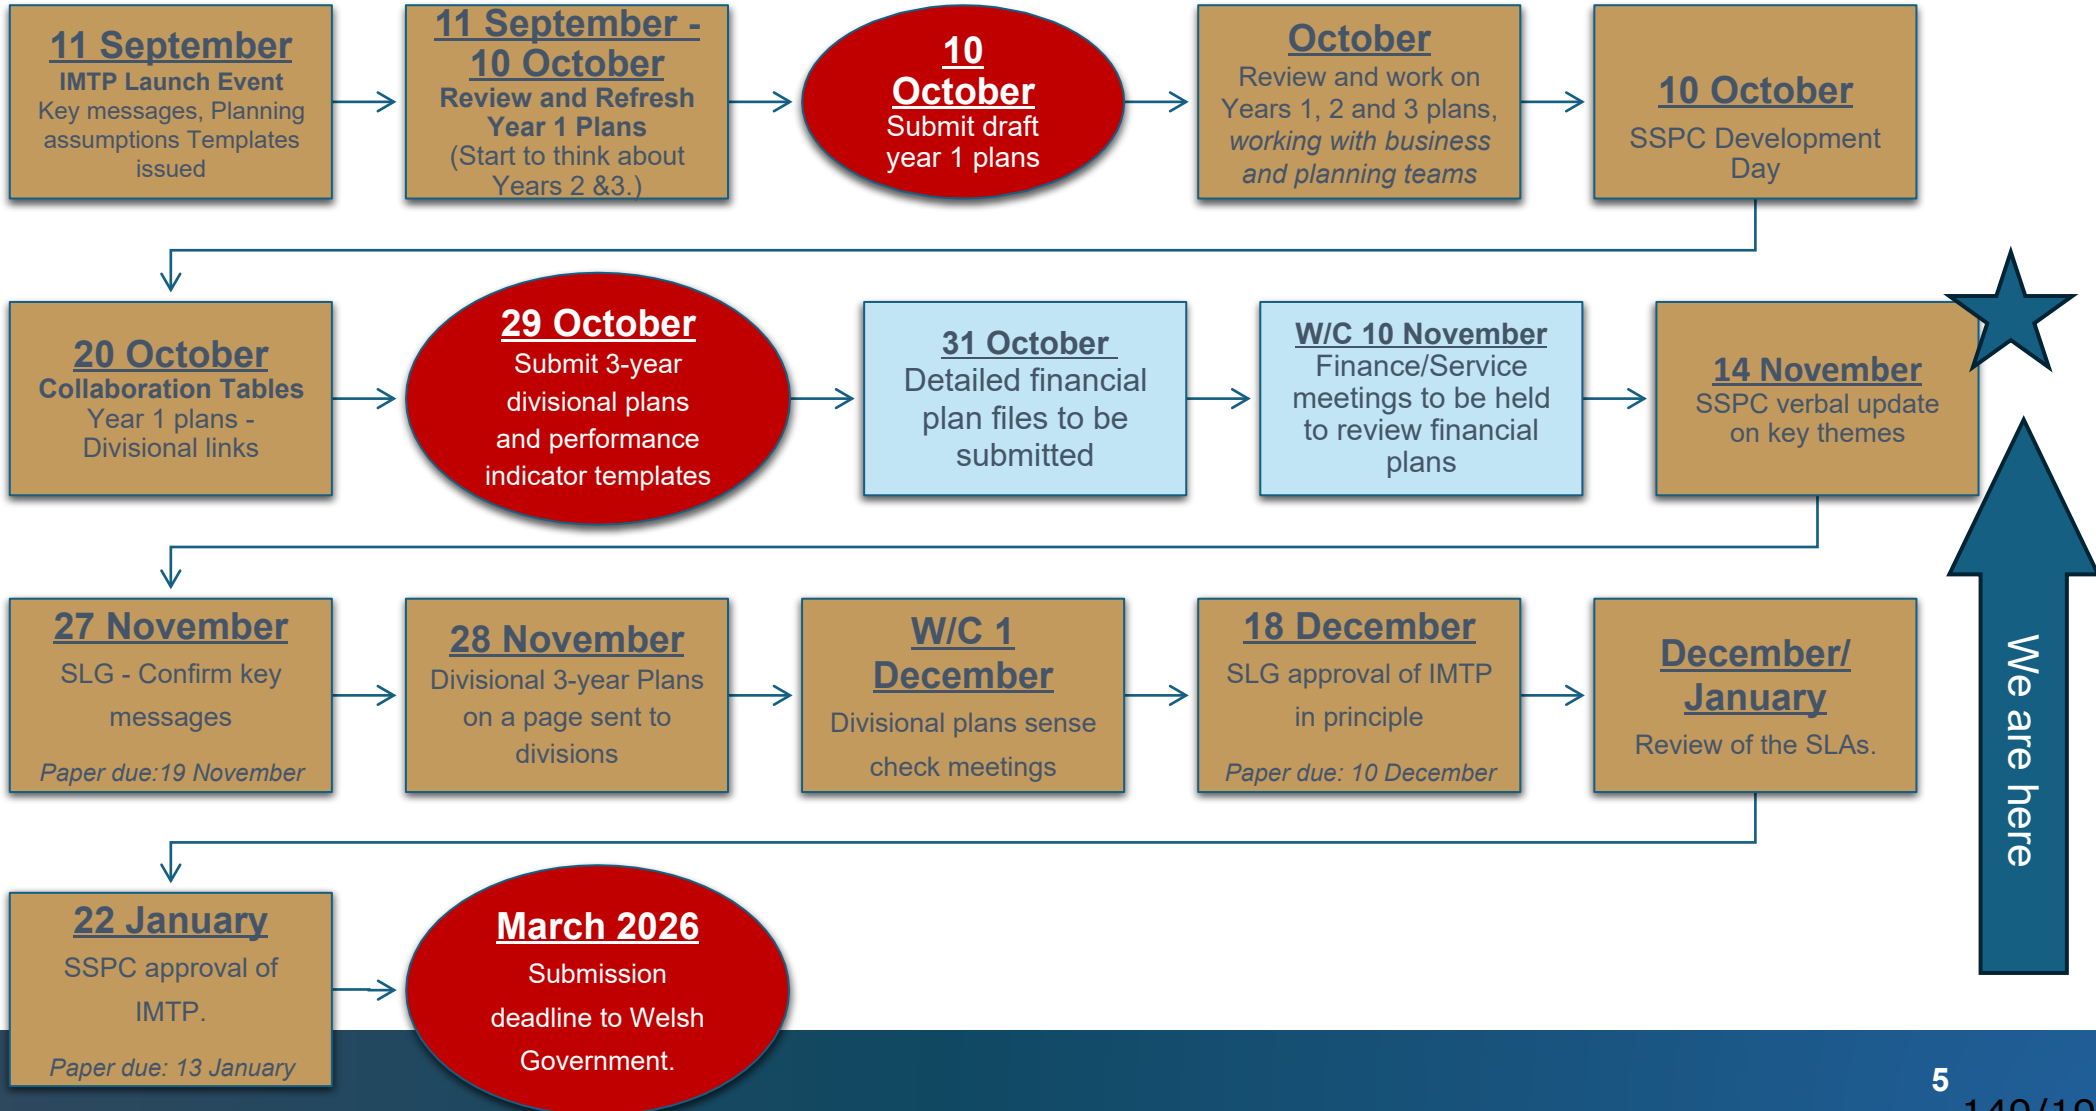 11 September
IMTP Launch Event
Key messages, Planning
assumptions Templates
issued
11 September -
10 October
Review and Refresh
Year 1 Plans
(Start to think about
Years 2 &3.)
10
October
Submit draft
year 1 plans
October
Review and work on
Years 1, 2 and 3 plans,
working with business
and planning teams
10 October
SSPC Development
Day
20 October
Collaboration Tables
Year 1 plans -
Divisional links
29 October
Submit 3-year
divisional plans
and performance
indicator templates
31 October
Detailed financial
plan files to be
submitted
W/C 10 November
Finance/Service
meetings to be held
to review financial
plans
14 November
SSPC verbal update
on key themes
27 November
SLG - Confirm key
messages
Paper due:19 November
28 November
Divisional 3-year Plans
on a page sent to
divisions
W/C 1
December
Divisional plans sense
check meetings
18 December
SLG approval of IMTP
in principle
Paper due: 10 December
December/
January
Review of the SLAs.
We are here
22 January
SSPC approval of
IMTP.
Paper due: 13 January
March 2026
Submission
deadline to Welsh
Government.
5